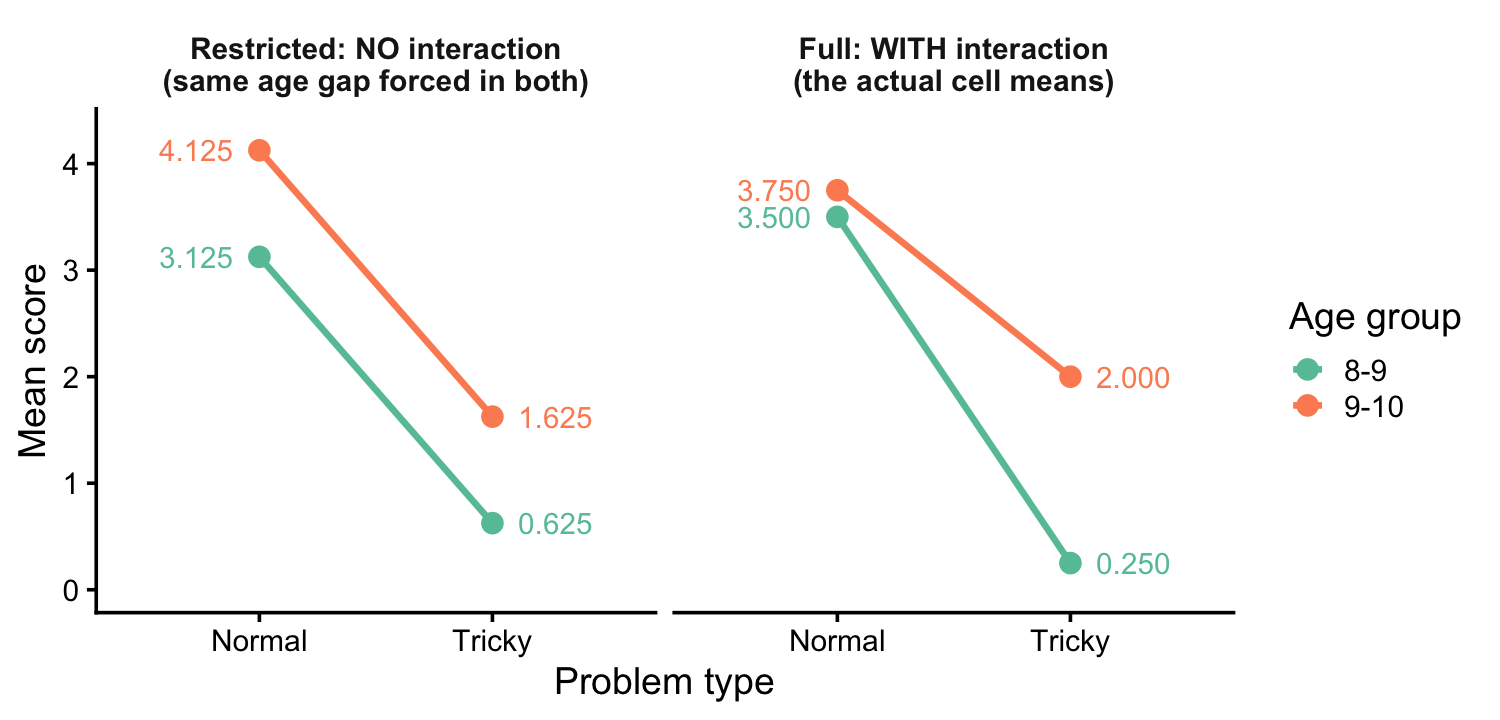 Restricted: NO interaction
(same age gap forced in both)
Full: WITH interaction
(the actual cell means)
Mean score
4
3
2
1
0
4.125
3.125
1.625
0.625
3.750
3.500
2.000
0.250
Normal
Tricky
Normal
Tricky
Problem type
Age group
8-9
9-10